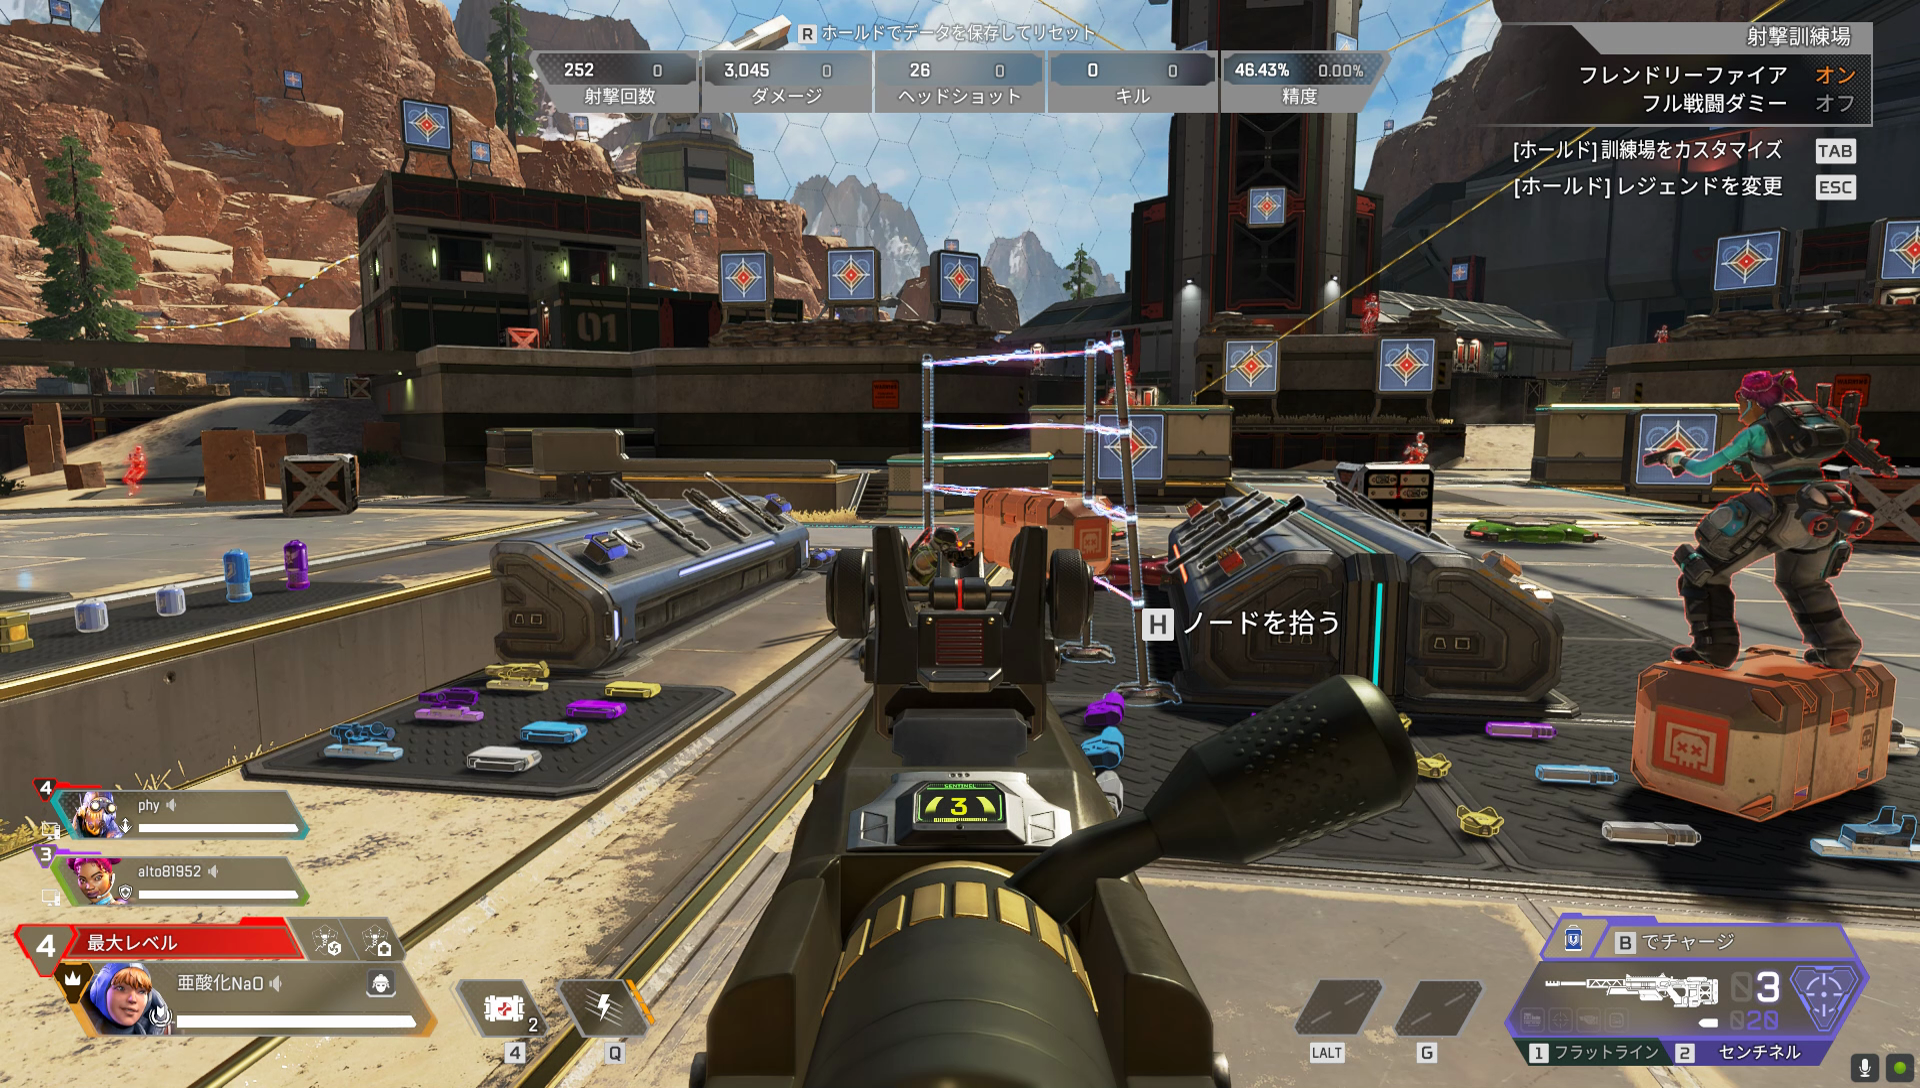 R ホールドでデータを保存してリセット
252 0 3,045 0 26 0 0 0 46.43% 0.00%
射撃回数 ダメージ ヘッドショット キル 精度
射撃訓練場
フレンドリーファイア オン
フル戦闘ダミー オフ
[ホールド]訓練場をカスタマイズ TAB
[ホールド]レジェンドを変更 ESC
01
H ノードを拾う
SENTINEL
3
4 phy
3 alto81952
4 最大レベル
亜酸化NaO
2
4 Q
LALT G
B でチャージ
03
020
1 フラットライン 2 センチネル